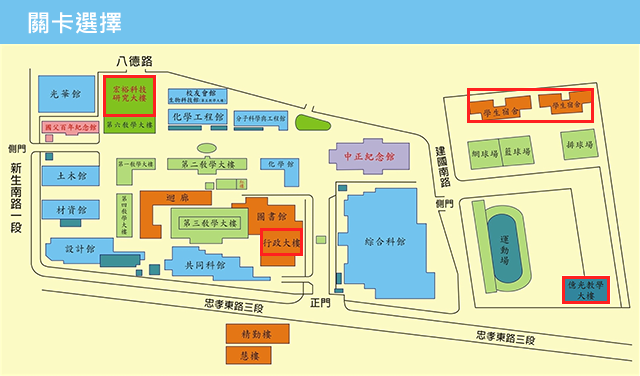 關卡選擇
八德路
光華館
宏裕科技
研究大樓
校友會館
國父百年紀念館
第六教學大樓
化學工程館
分子科學與工程館
學生宿舍
學生宿舍
側門
新生南路一段
土木館
第一教學大樓
第二教學大樓
化學館
中正紀念館
建國南路
網球場
籃球場
排球場
材資館
第四教學大樓
迴廊
圖書館
側門
第三教學大樓
行政大樓
綜合科館
運動場
設計館
共同科館
億光教學
大樓
忠孝東路三段
正門
忠孝東路三段
精勤樓
慧樓